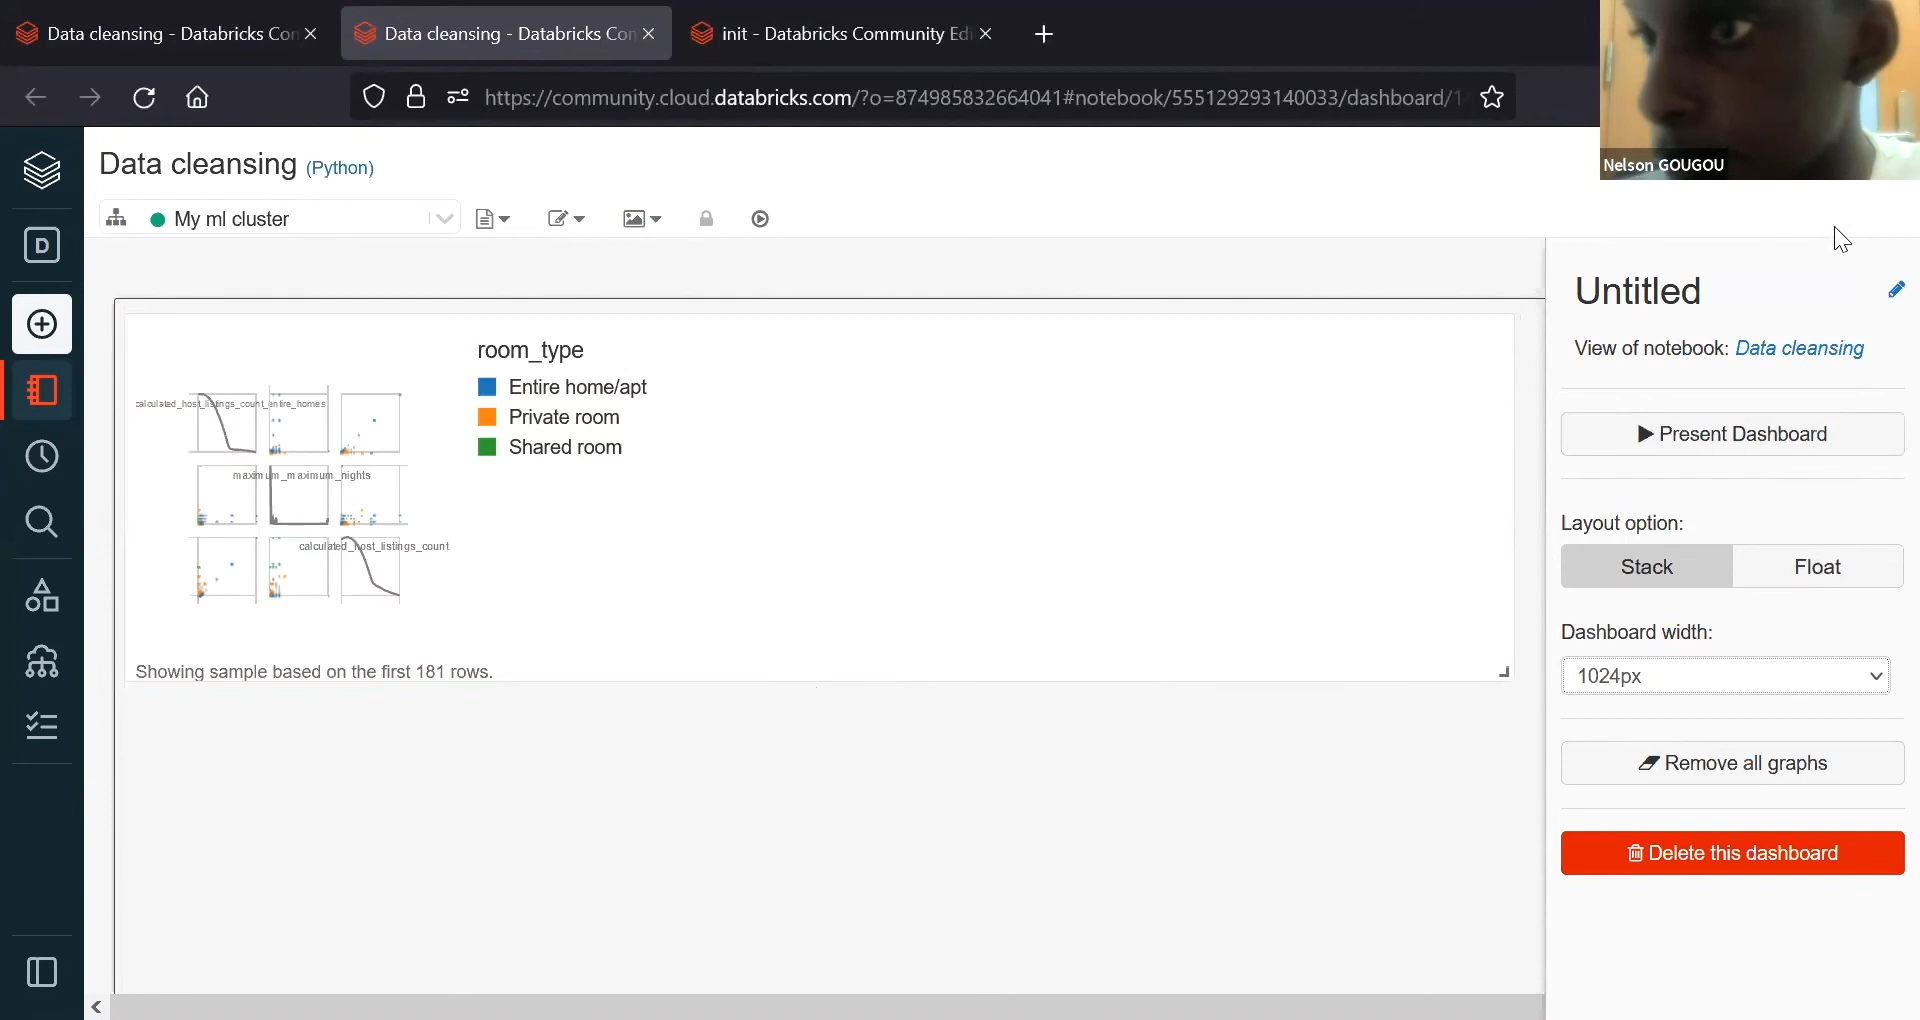 Data cleansing - Databricks Con
Data cleansing - Databricks Con
init - Databricks Community Edi
https://community.cloud.databricks.com/?o=874985832664041#notebook/555129293140033/dashboard/1
Nelson GOUGOU
Data cleansing (Python)
My ml cluster
D
Untitled
View of notebook: Data cleansing
room_type
Entire home/apt
Private room
Shared room
calculated_host_listings_count_entire_homes
maximum_maximum_nights
calculated_host_listings_count
Showing sample based on the first 181 rows.
Present Dashboard
Layout option:
Stack Float
Dashboard width:
1024px
Remove all graphs
Delete this dashboard